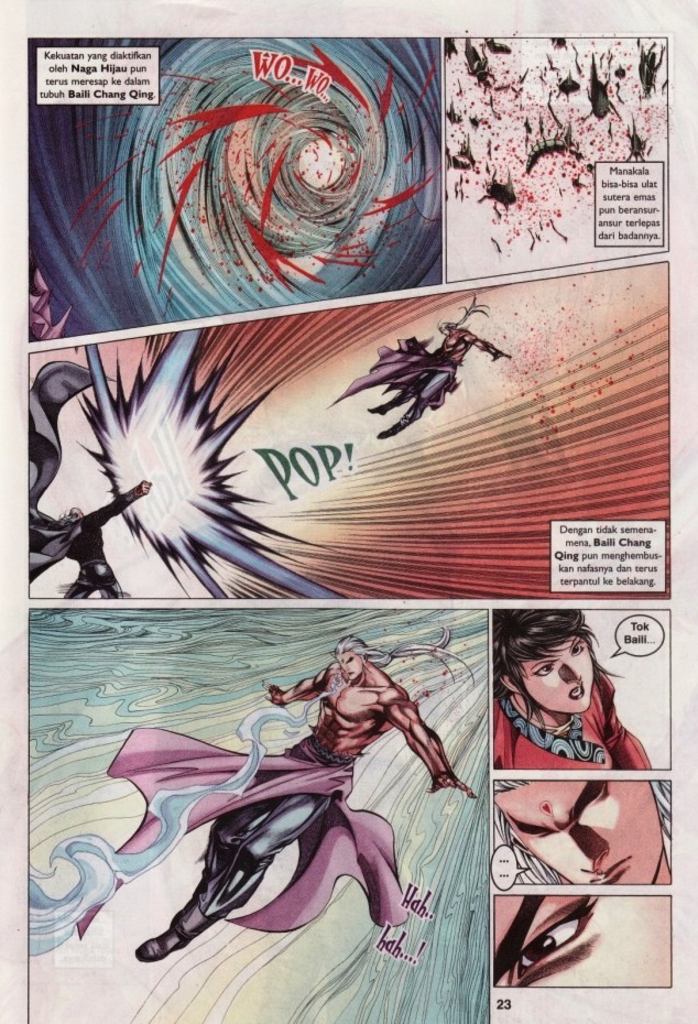 Kekuatan yang diaktifkan
oleh Naga Hijau pun
terus meresap ke dalam
tubuh Baili Chang Qing.
WO...WO...
Manakala
bisa-bisa ulat
sutera emas
pun beransur-
ansur terlepas
dari badannya.
POP!
Dengan tidak semena-
mena, Baili Chang
Qing pun menghembus-
kan nafasnya dan terus
terpantul ke belakang.
Tok
Baili...
...
...
Hah..
hah...!
23